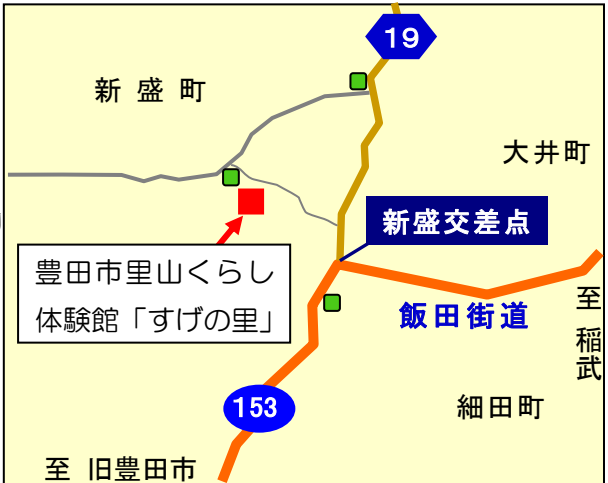 19
新盛町
大井町
新盛交差点
豊田市里山くらし
体験館「すげの里」
飯田街道
至稲武
153
細田町
至 旧豊田市